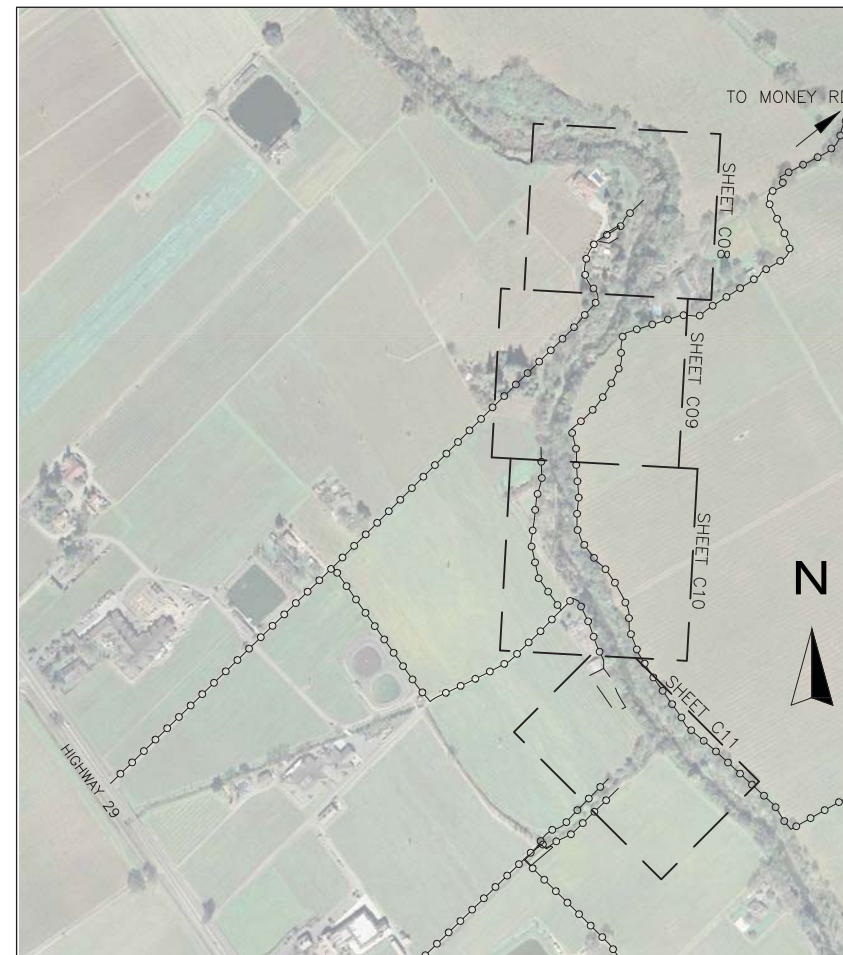 TO MONEY RD
SHEET C08
SHEET C09
SHEET C10
N
SHEET C11
HIGHWAY 29